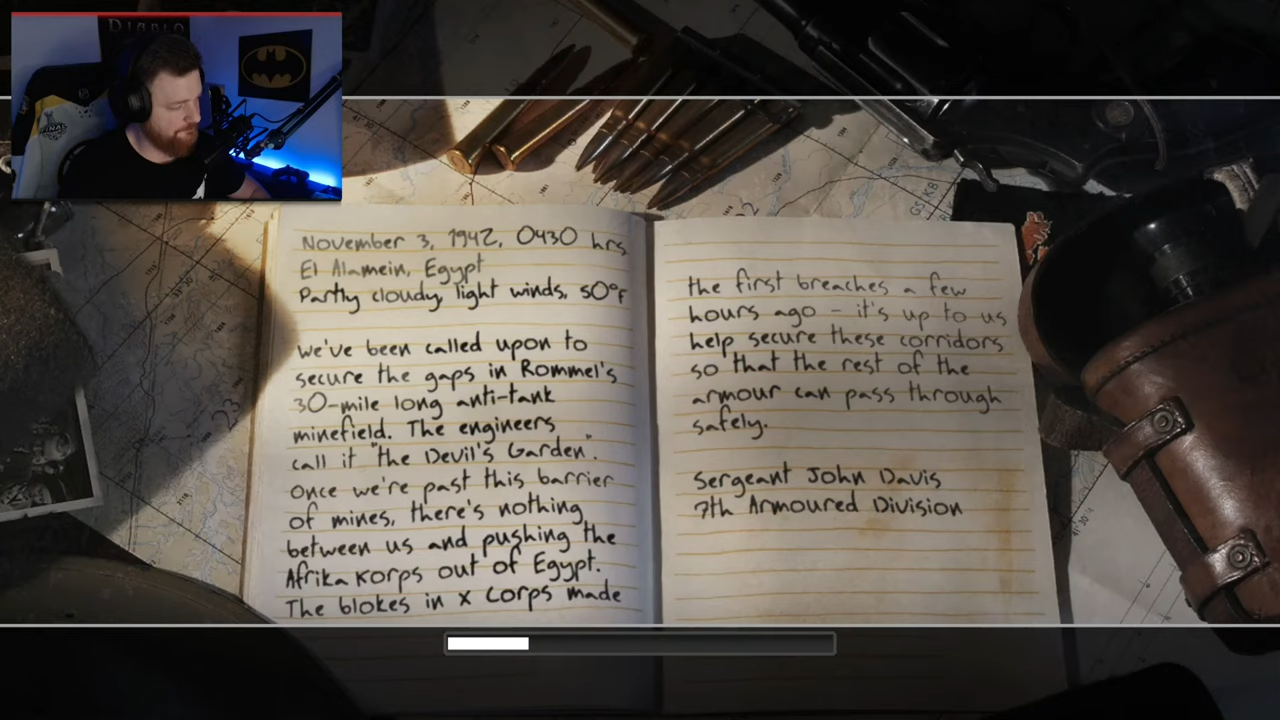 DIABLO
FINAL
November 3, 1942, 0430 hrs
El Alamein, Egypt
Partly cloudy, light winds, 50°F
We've been called upon to
secure the gaps in Rommel's
30-mile long anti-tank
minefield. The engineers
call it "the Devil's Garden".
Once we're past this barrier
of mines, there's nothing
between us and pushing the
Afrika Korps out of Egypt.
The blokes in X Corps made
the first breaches a few
hours ago - it's up to us
help secure these corridors
so that the rest of the
armour can pass through
safely.
Sergeant John Davis
7th Armoured Division